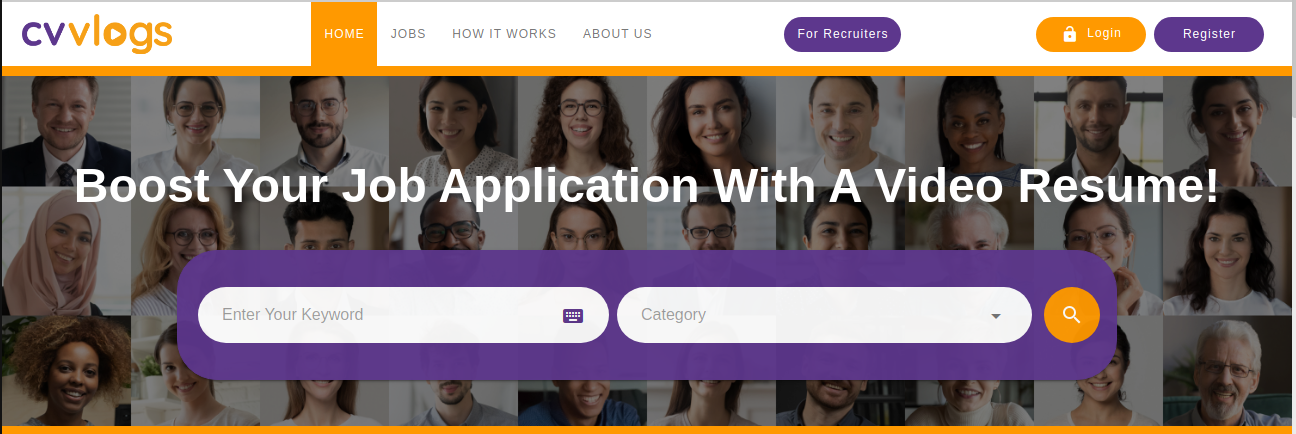 cvvlogs
HOME JOBS HOW IT WORKS ABOUT US For Recruiters Login Register
Boost Your Job Application With A Video Resume!
Enter Your Keyword Category